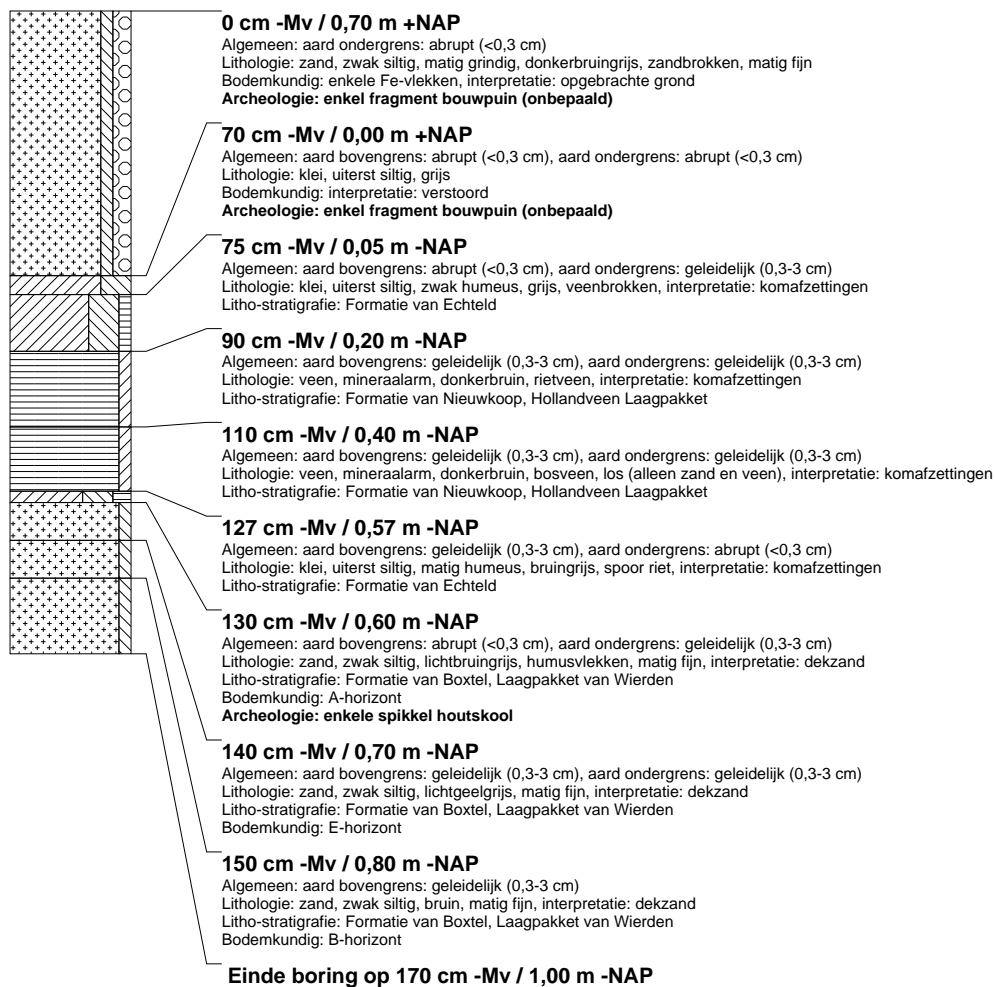 0 cm -Mv / 0,70 m +NAP
Algemeen: aard ondergrens: abrupt (<0,3 cm)
Lithologie: zand, zwak siltig, matig grindig, donkerbruingrijs, zandbrokken, matig fijn
Bodemkundig: enkele Fe-vlekken, interpretatie: opgebrachte grond
Archeologie: enkel fragment bouwpuin (onbepaald)
70 cm -Mv / 0,00 m +NAP
Algemeen: aard bovengrens: abrupt (<0,3 cm), aard ondergrens: abrupt (<0,3 cm)
Lithologie: klei, uiterst siltig, grijs
Bodemkundig: interpretatie: verstoord
Archeologie: enkel fragment bouwpuin (onbepaald)
75 cm -Mv / 0,05 m -NAP
Algemeen: aard bovengrens: abrupt (<0,3 cm), aard ondergrens: geleidelijk (0,3-3 cm)
Lithologie: klei, uiterst siltig, zwak humeus, grijs, veenbrokken, interpretatie: komafzettingen
Litho-stratigrafie: Formatie van Echteld
90 cm -Mv / 0,20 m -NAP
Algemeen: aard bovengrens: geleidelijk (0,3-3 cm), aard ondergrens: geleidelijk (0,3-3 cm)
Lithologie: veen, mineraalarm, donkerbruin, rietveen, interpretatie: komafzettingen
Litho-stratigrafie: Formatie van Nieuwkoop, Hollandveen Laagpakket
110 cm -Mv / 0,40 m -NAP
Algemeen: aard bovengrens: geleidelijk (0,3-3 cm), aard ondergrens: geleidelijk (0,3-3 cm)
Lithologie: veen, mineraalarm, donkerbruin, bosveen, los (alleen zand en veen), interpretatie: komafzettingen
Litho-stratigrafie: Formatie van Nieuwkoop, Hollandveen Laagpakket
127 cm -Mv / 0,57 m -NAP
Algemeen: aard bovengrens: geleidelijk (0,3-3 cm), aard ondergrens: abrupt (<0,3 cm)
Lithologie: klei, uiterst siltig, matig humeus, bruingrijs, spoor riet, interpretatie: komafzettingen
Litho-stratigrafie: Formatie van Echteld
130 cm -Mv / 0,60 m -NAP
Algemeen: aard bovengrens: abrupt (<0,3 cm), aard ondergrens: geleidelijk (0,3-3 cm)
Lithologie: zand, zwak siltig, lichtbruingrijs, humusvlekken, matig fijn, interpretatie: dekzand
Litho-stratigrafie: Formatie van Boxtel, Laagpakket van Wierden
Bodemkundig: A-horizont
Archeologie: enkele spikkel houtskool
140 cm -Mv / 0,70 m -NAP
Algemeen: aard bovengrens: geleidelijk (0,3-3 cm), aard ondergrens: geleidelijk (0,3-3 cm)
Lithologie: zand, zwak siltig, lichtgeelgrijs, matig fijn, interpretatie: dekzand
Litho-stratigrafie: Formatie van Boxtel, Laagpakket van Wierden
Bodemkundig: E-horizont
150 cm -Mv / 0,80 m -NAP
Algemeen: aard bovengrens: geleidelijk (0,3-3 cm)
Lithologie: zand, zwak siltig, bruin, matig fijn, interpretatie: dekzand
Litho-stratigrafie: Formatie van Boxtel, Laagpakket van Wierden
Bodemkundig: B-horizont
Einde boring op 170 cm -Mv / 1,00 m -NAP